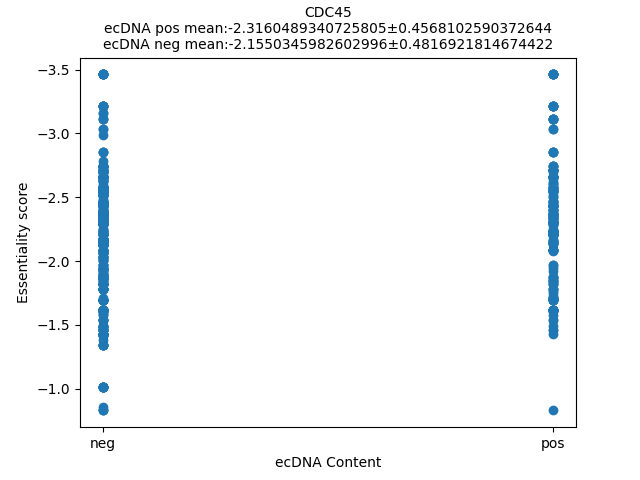 CDC45
ecDNA pos mean:-2.3160489340725805±0.4568102590372644
ecDNA neg mean:-2.1550345982602996±0.4816921814674422
−3.5
−3.0
−2.5
−2.0
−1.5
−1.0
Essentiality score
neg
pos
ecDNA Content